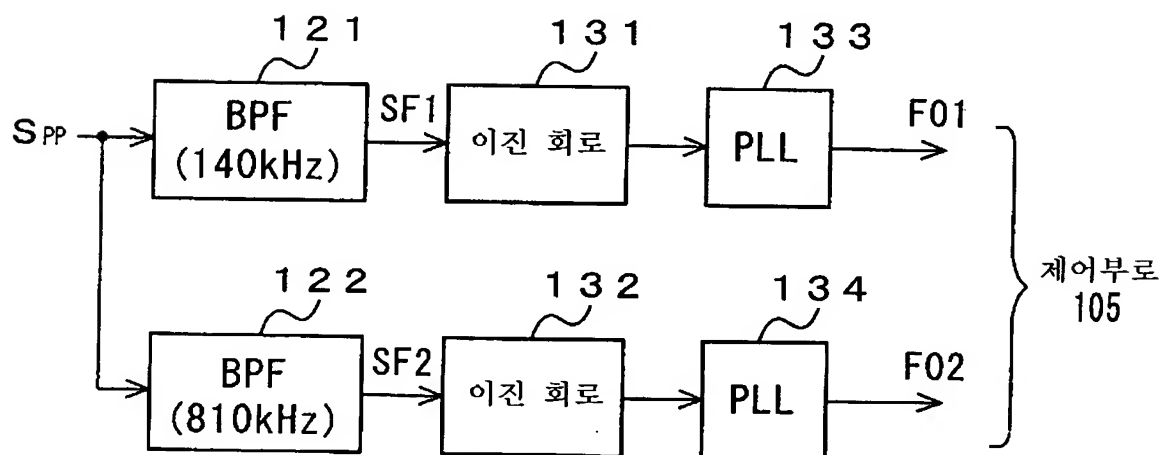 121
131
133
SPP
BPF
(140kHz)
SF1
이진 회로
PLL
F01
제어부로
105
122
132
134
BPF
(810kHz)
SF2
이진 회로
PLL
F02